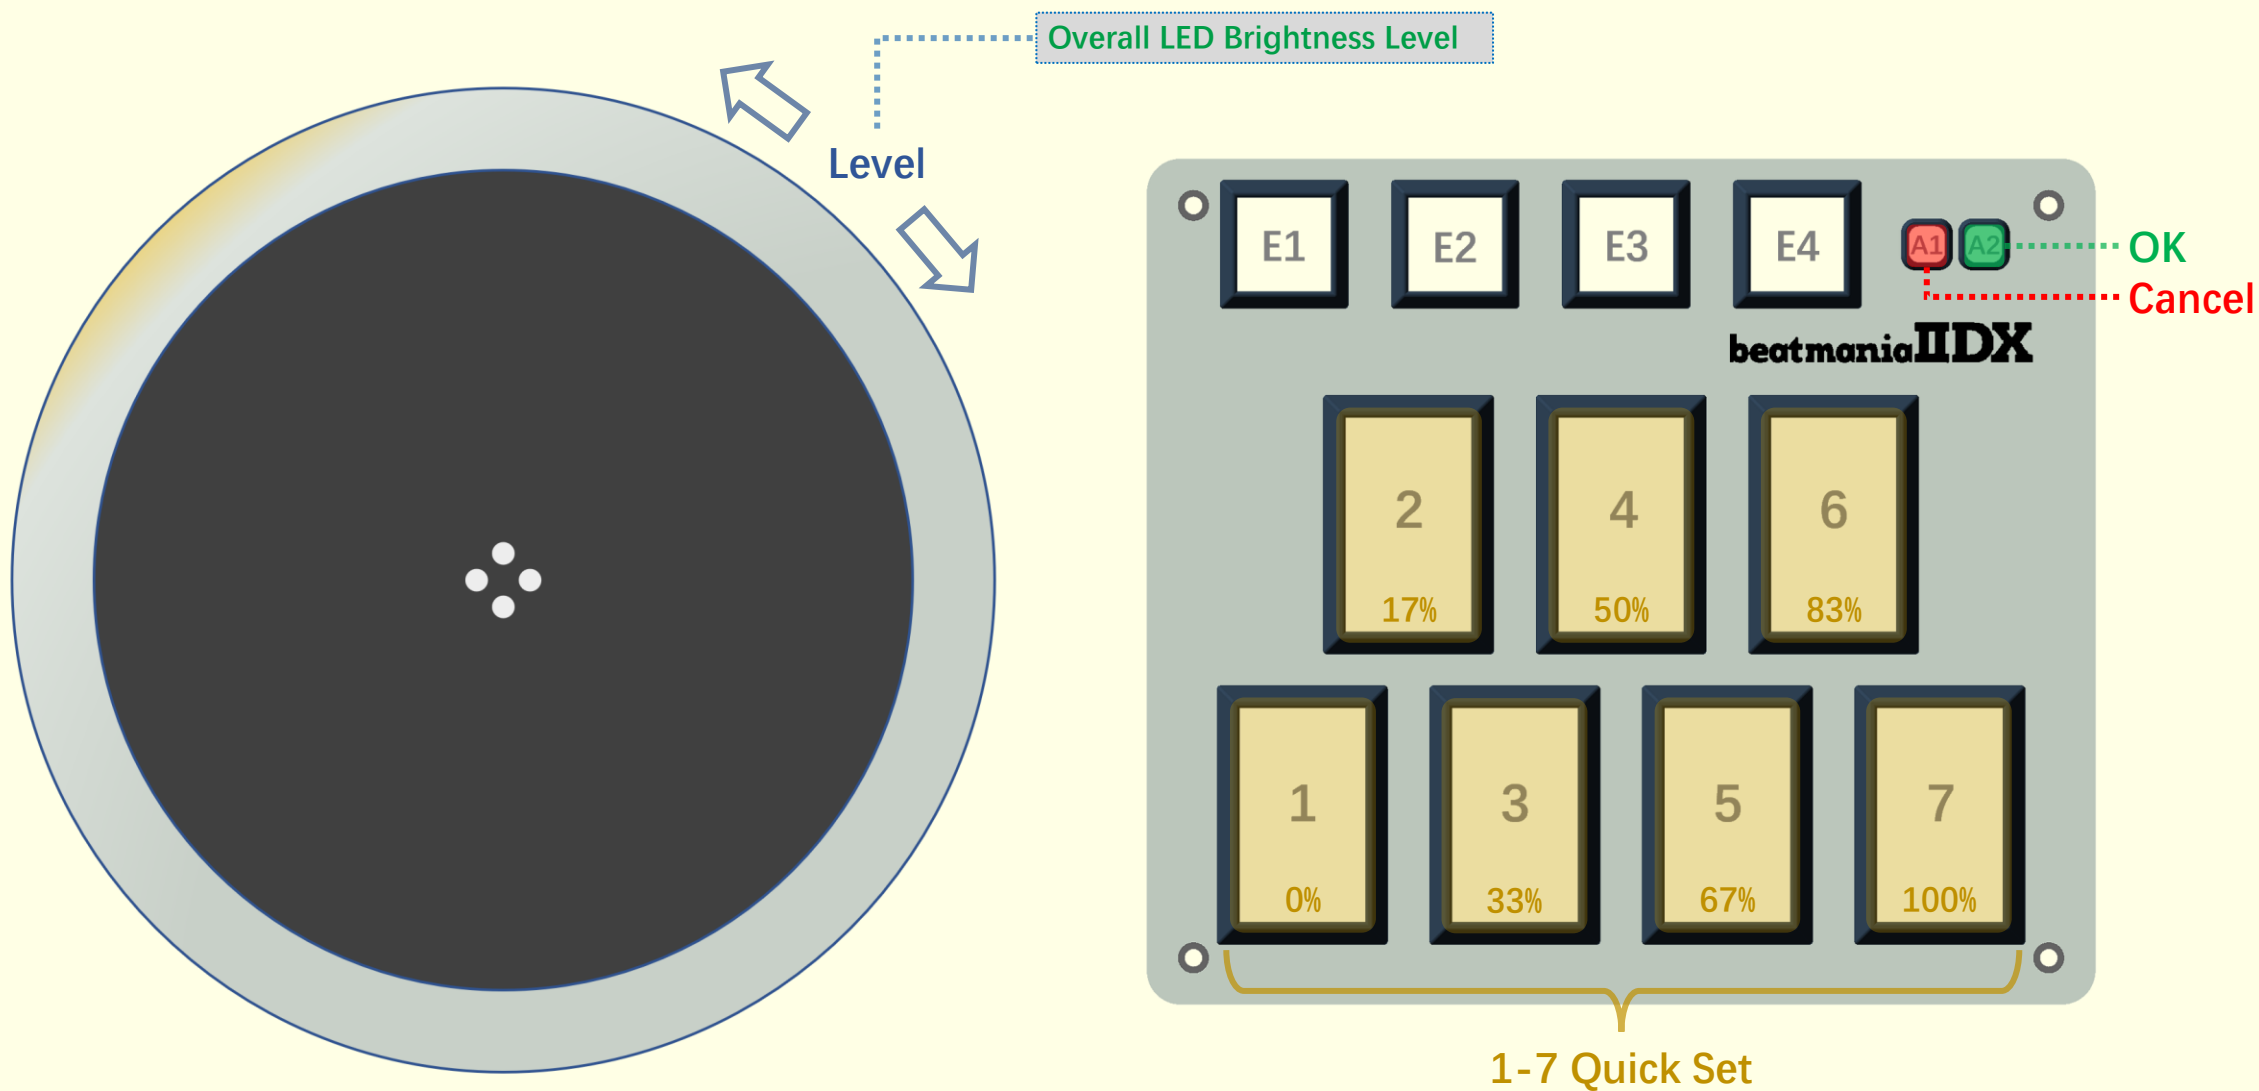 Overall LED Brightness Level
Level
E1 E2 E3 E4 A1 A2 OK
Cancel
beatmania IIDX
2 4 6
17% 50% 83%
1 3 5 7
0% 33% 67% 100%
1-7 Quick Set